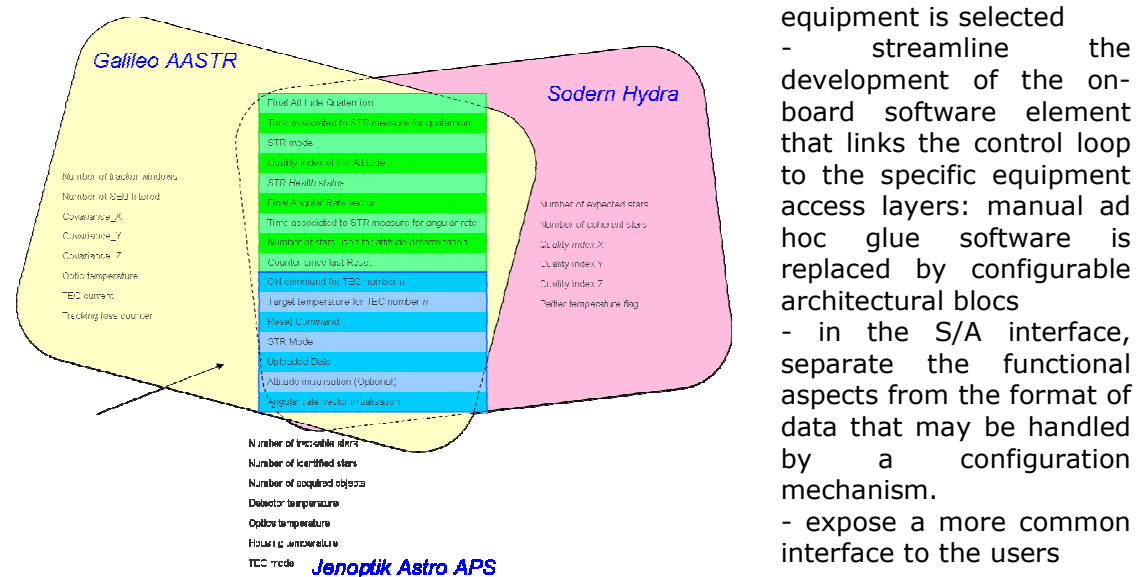 Galileo AASTR
Sodern Hydra
Final Attitude Quaternion
Time associated to STR measure for quaternion
STR mode
Quality Index of the Attitude
STR Health status
Final Angular Rate vector
Time associated to STR measure for angular rate
Number of stars used for attitude determination
Counter since last Reset
ON command for TEC number n
Target temperature for TEC number n
Reset Command
STR Mode
Uploaded Date
Attitude initialisation (Optional)
Angular rate vector initialisation
Number of tracker windows
Number of SEU filtered
Covariance_X
Covariance_Y
Covariance_Z
Optic temperature
TEC current
Tracking loss counter
Number of expected stars
Number of coherent stars
Quality index X
Quality index Y
Quality index Z
Peltier temperature flag
Number of trackable stars
Number of identified stars
Number of acquired objects
Detector temperature
Optics temperature
Housing temperature
TEC mode
Jenoptik Astro APS
equipment is selected
- streamline the
development of the on-
board software element
that links the control loop
to the specific equipment
access layers: manual ad
hoc glue software is
replaced by configurable
architectural blocs
- in the S/A interface,
separate the functional
aspects from the format of
data that may be handled
by a configuration
mechanism.
- expose a more common
interface to the users